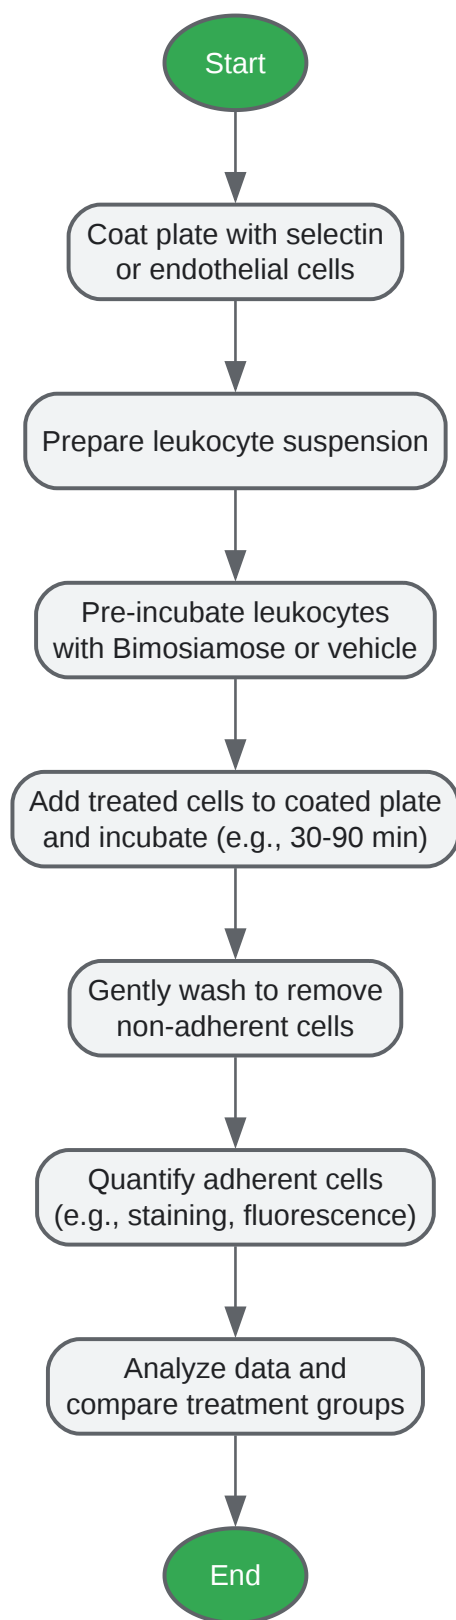 Start
Coat plate with selectin
or endothelial cells
Prepare leukocyte suspension
Pre-incubate leukocytes
with Bimosiamose or vehicle
Add treated cells to coated plate
and incubate (e.g., 30-90 min)
Gently wash to remove
non-adherent cells
Quantify adherent cells
(e.g., staining, fluorescence)
Analyze data and
compare treatment groups
End